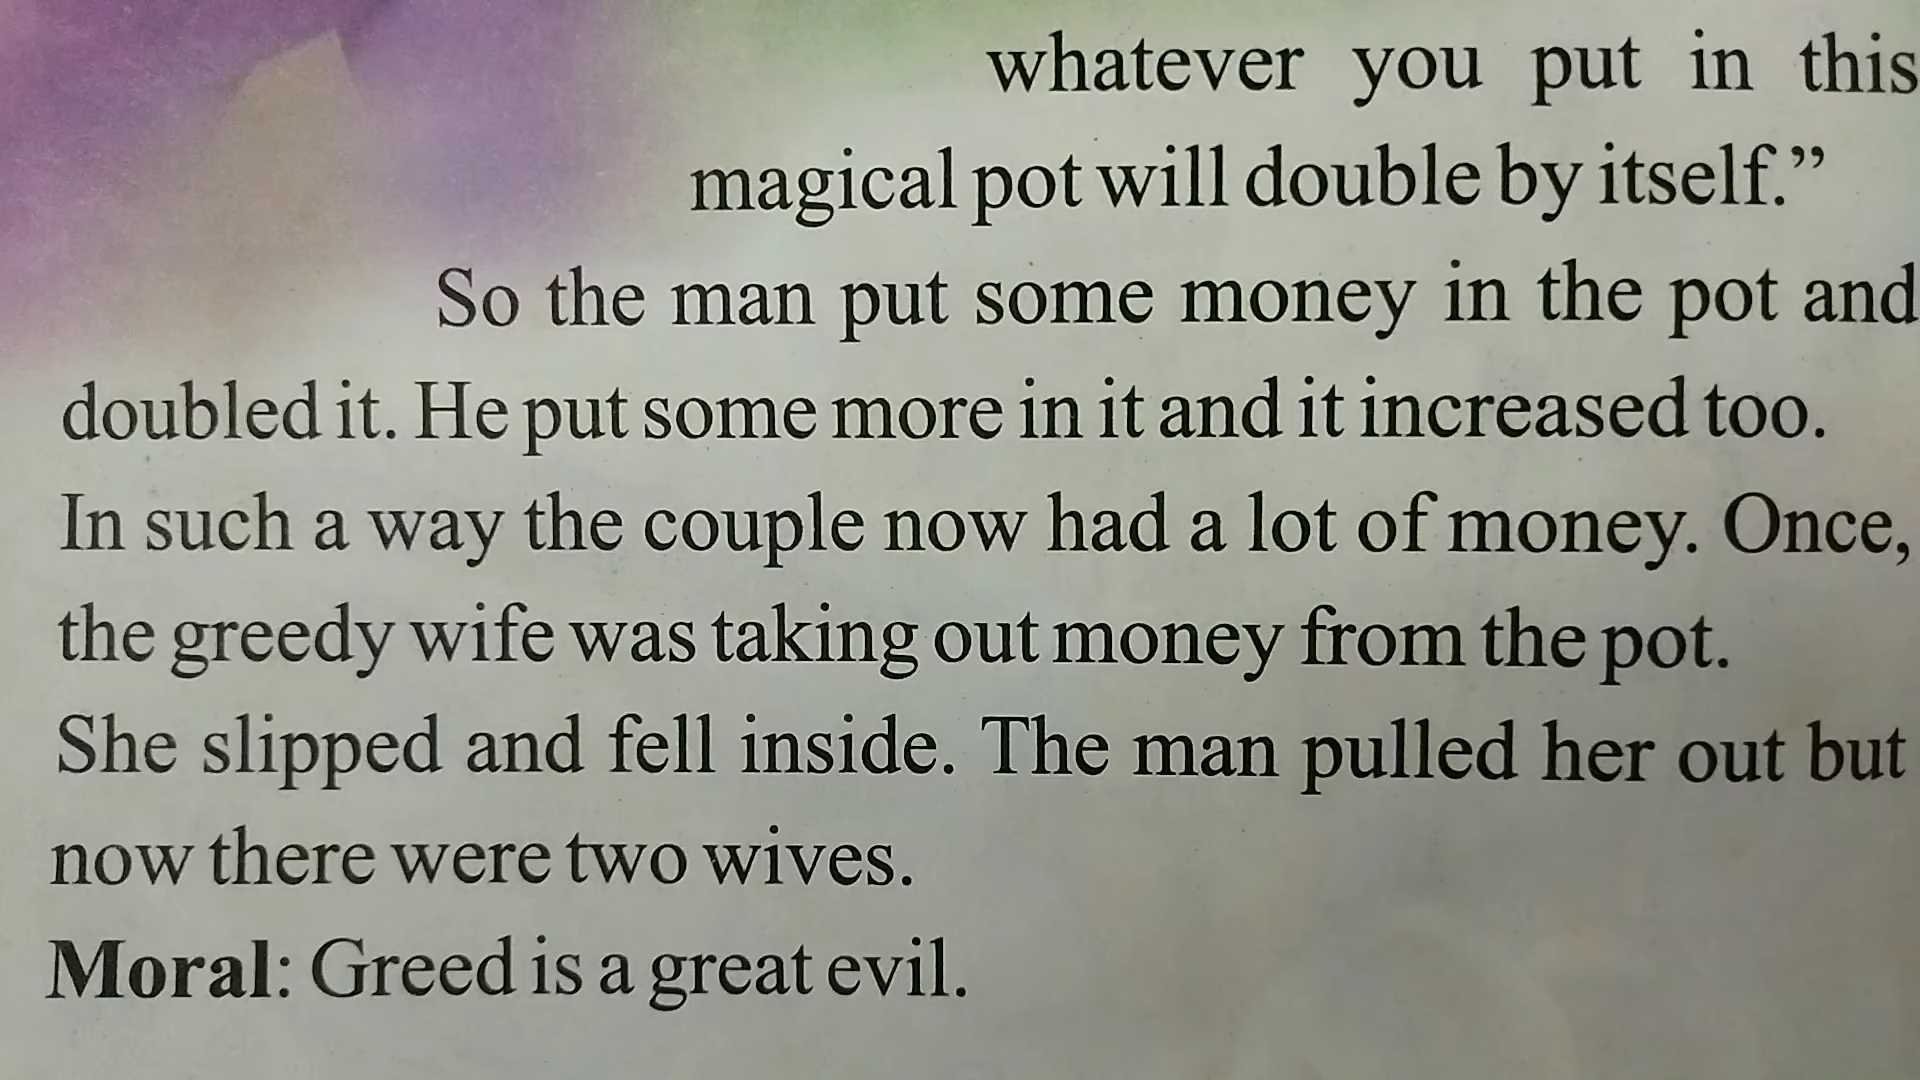 whatever you put in this
magical pot will double by itself.”
So the man put some money in the pot and
doubled it. He put some more in it and it increased too.
In such a way the couple now had a lot of money. Once,
the greedy wife was taking out money from the pot.
She slipped and fell inside. The man pulled her out but
now there were two wives.
Moral: Greed is a great evil.